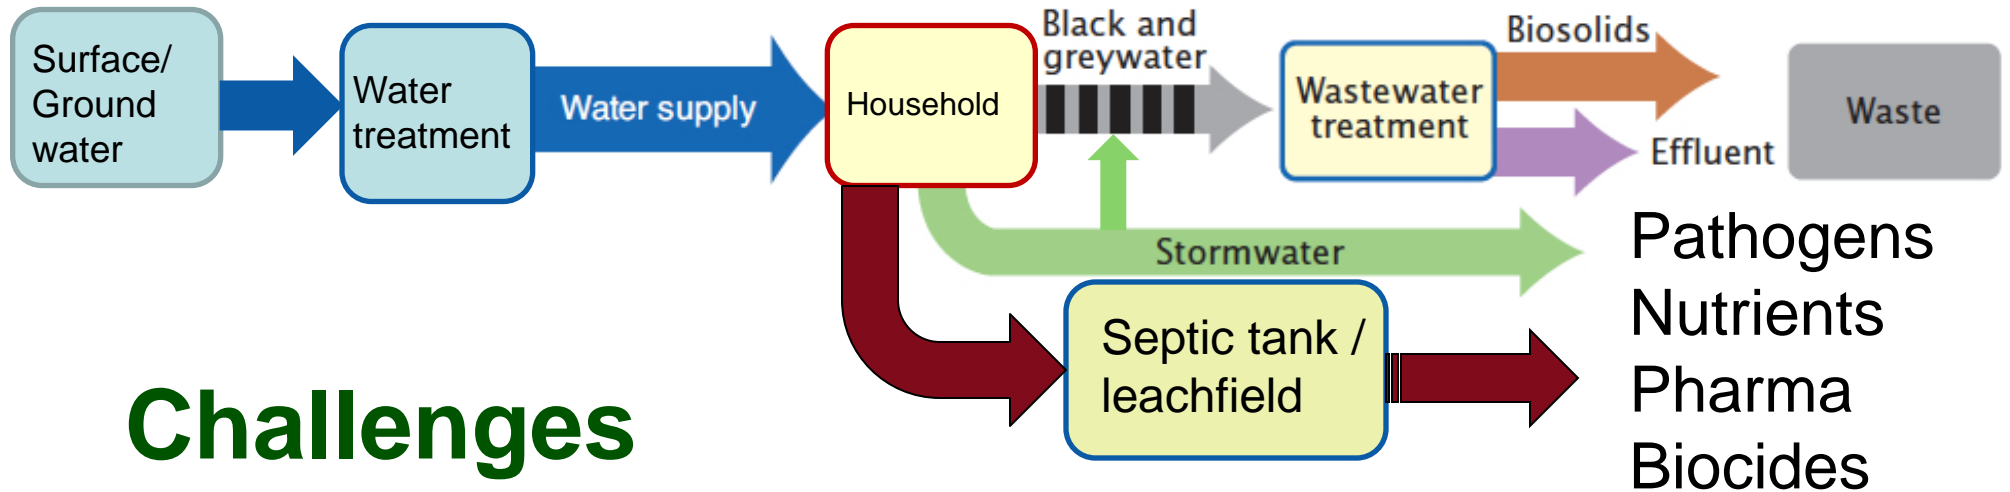 Surface/
Ground
water
Water
treatment
Water supply
Household
Black and
greywater
Wastewater
treatment
Biosolids
Effluent
Waste
Stormwater
Septic tank /
leachfield
Pathogens
Nutrients
Pharma
Biocides
Challenges